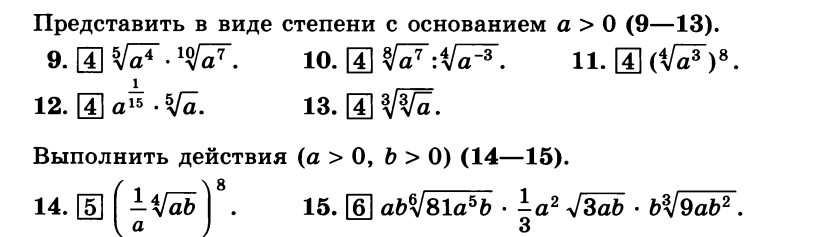 Представить в виде степени с основанием a > 0 (9—13).
9. [4] ⁵√(a⁴) · ¹⁰√(a⁷).  10. [4] ⁸√(a⁷) : ⁴√(a⁻³).  11. [4] (⁴√(a³))⁸.
12. [4] a^(1/15) · ⁵√a.  13. [4] ³√(³√a).
Выполнить действия (a > 0, b > 0) (14—15).
14. [5] (1/a ⁴√(ab))⁸.  15. [6] ab⁶√(81a⁵b) · 1/3 a² √(3ab) · b³√(9ab²).